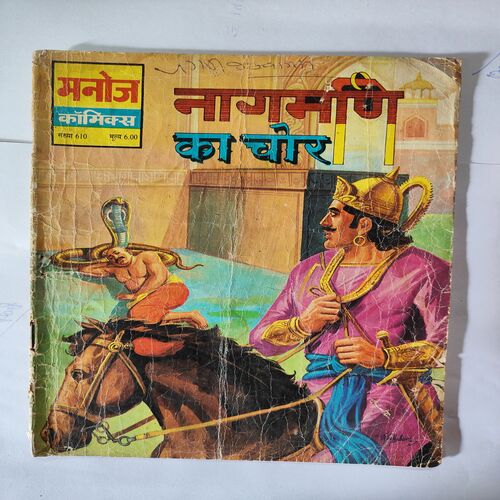 मनोज
कॉमिक्स
संख्या 610 मूल्य 6.00
नागमणि
का चोर